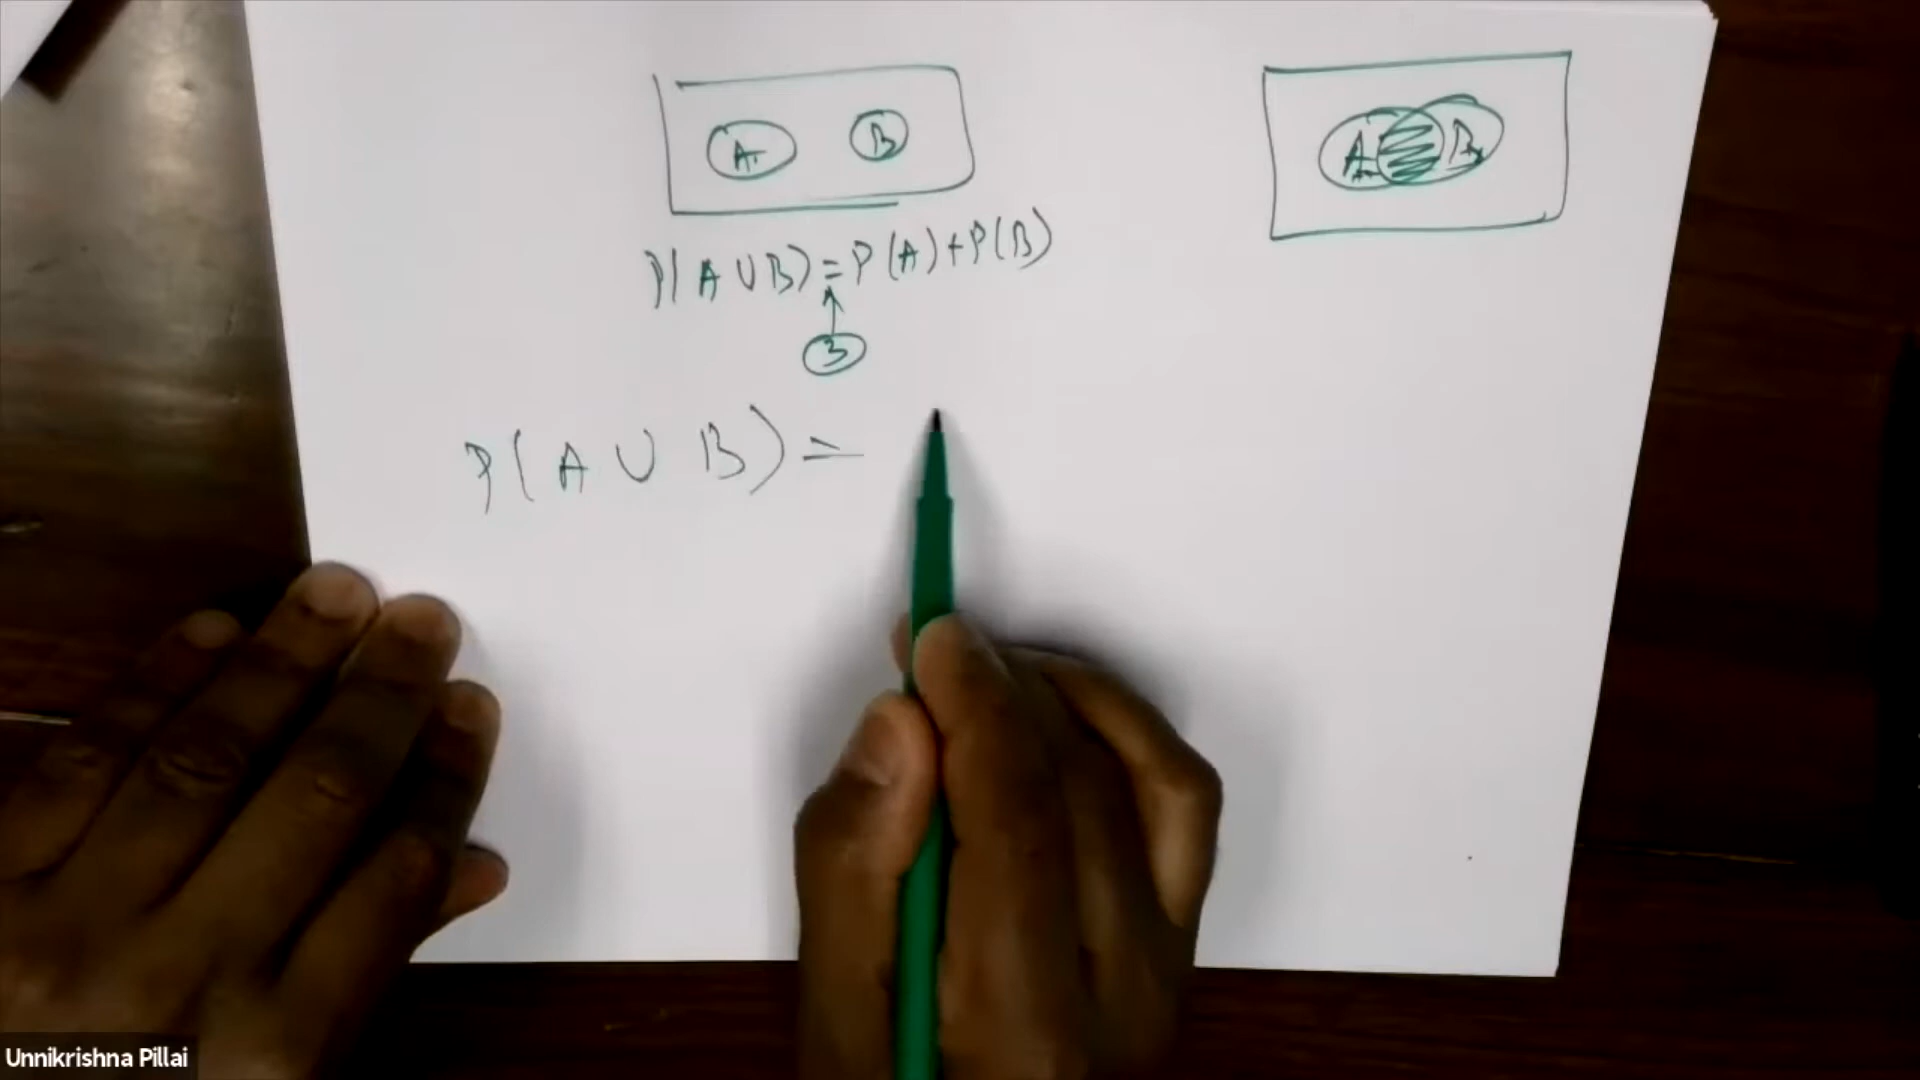 A B
A B
P(A ∪ B) = P(A) + P(B)
3
P(A ∪ B) =
Unnikrishna Pillai